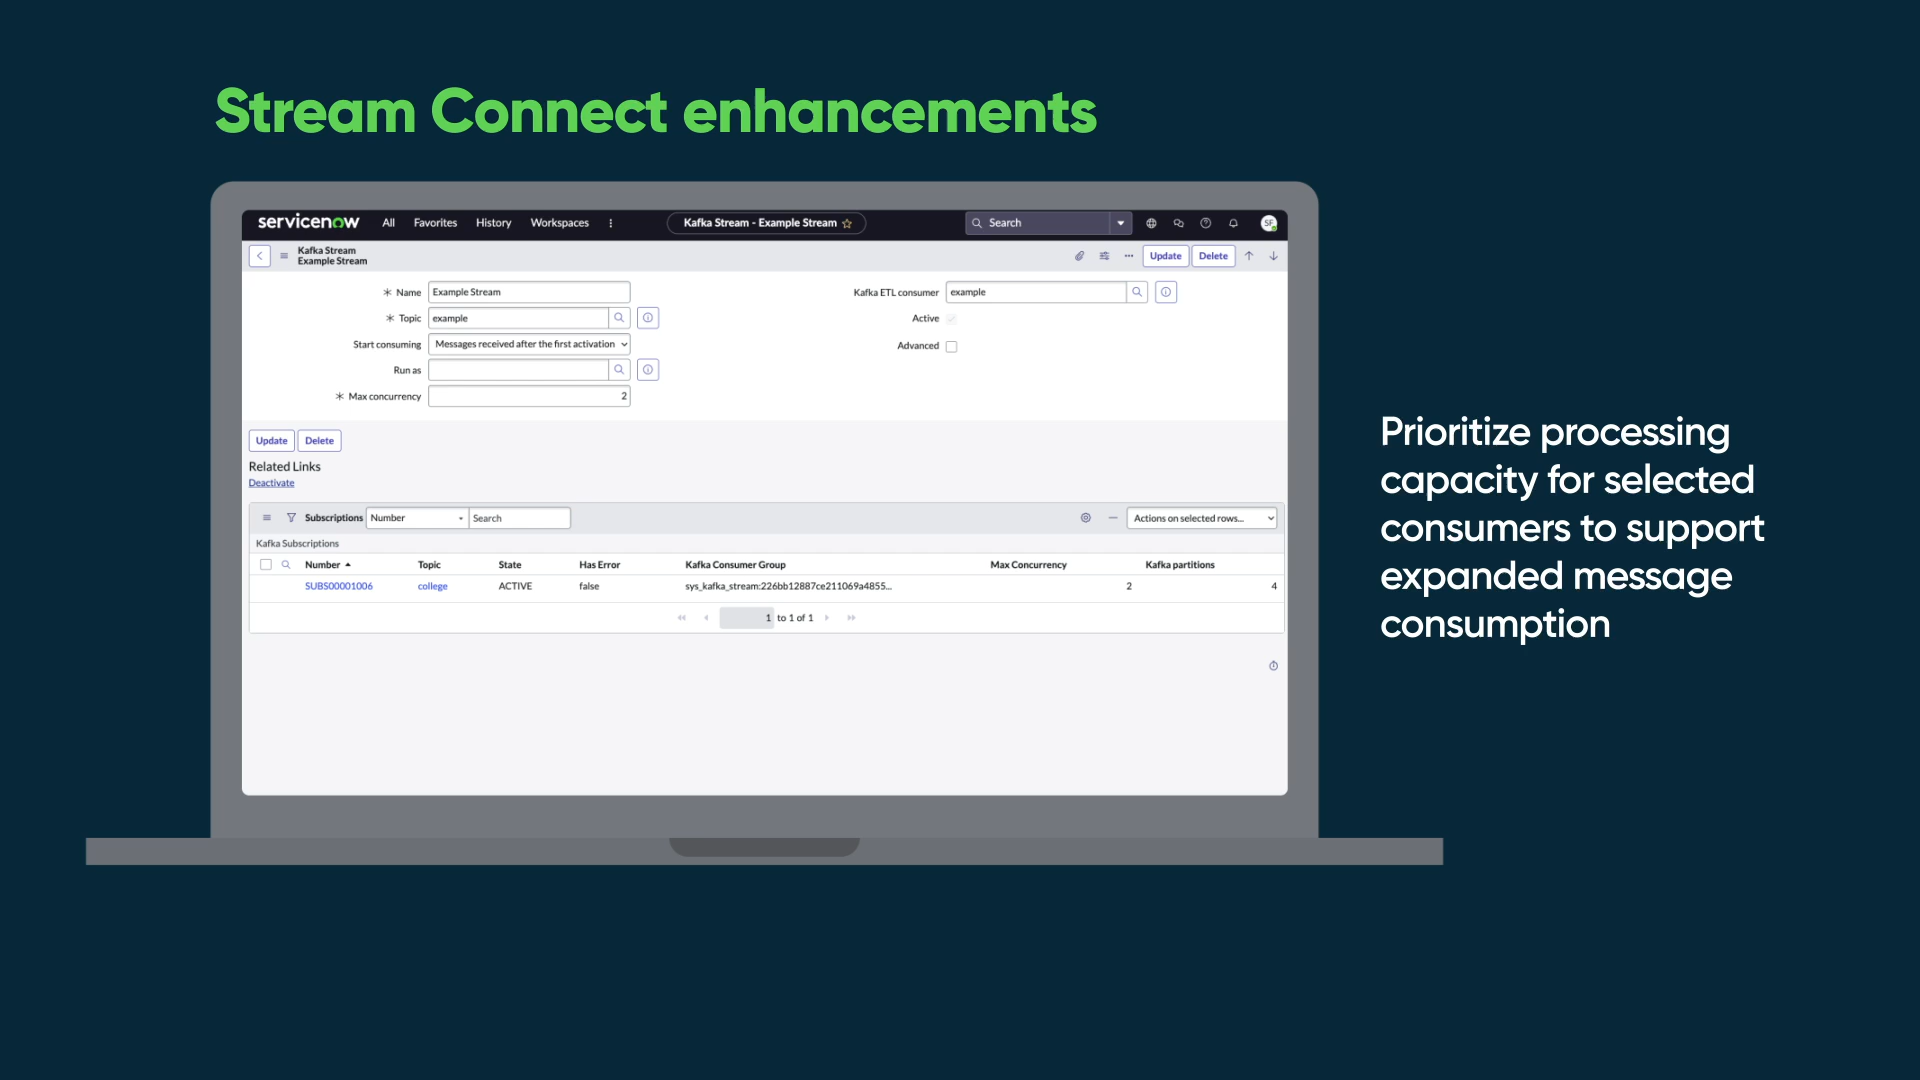 Stream Connect enhancements
servicenow All Favorites History Workspaces Kafka Stream - Example Stream Search SF
Kafka Stream
Example Stream
Update Delete
* Name Example Stream
Kafka ETL consumer example
* Topic example
Active
Start consuming Messages received after the first activation
Advanced
Run as
* Max concurrency 2
Update Delete
Related Links
Deactivate
Subscriptions Number Search Actions on selected rows...
Kafka Subscriptions
Number Topic State Has Error Kafka Consumer Group Max Concurrency Kafka partitions
SUBS00001006 college ACTIVE false sys_kafka_stream:226bb12887ce211069a4855... 2 4
1 to 1 of 1
Prioritize processing
capacity for selected
consumers to support
expanded message
consumption